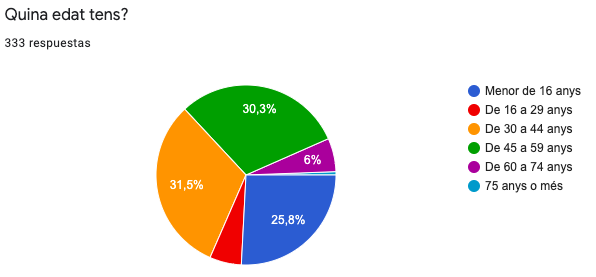 Quina edat tens?
333 respuestas
30,3%
6%
31,5%
25,8%
Menor de 16 anys
De 16 a 29 anys
De 30 a 44 anys
De 45 a 59 anys
De 60 a 74 anys
75 anys o més